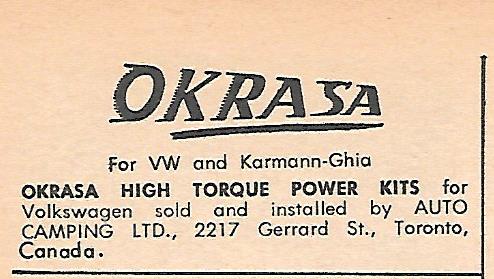 OKRASA
For VW and Karmann-Ghia
OKRASA HIGH TORQUE POWER KITS for
Volkswagen sold and installed by AUTO
CAMPING LTD., 2217 Gerrard St., Toronto,
Canada.